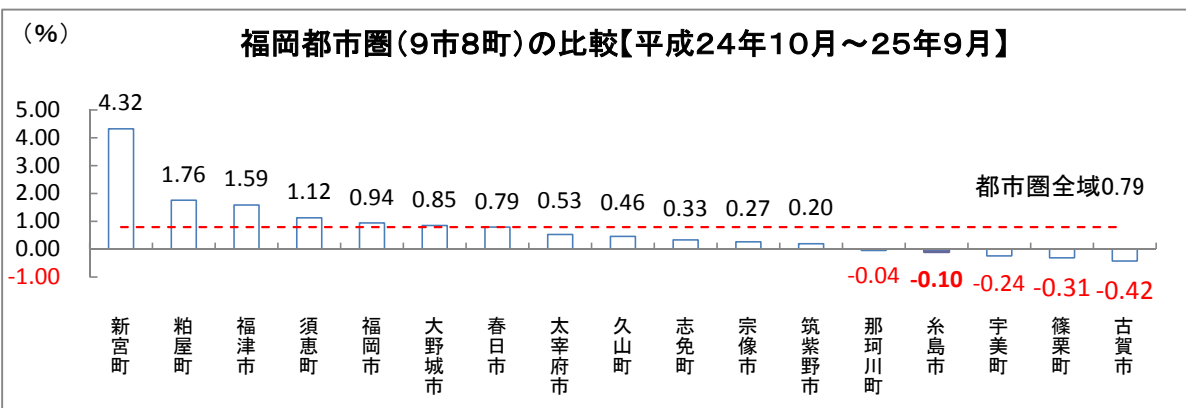 (%)
福岡都市圏(9市8町)の比較【平成24年10月～25年9月】
5.00
4.00
3.00
2.00
1.00
0.00
-1.00
4.32
1.76
1.59
1.12
0.94
0.85
0.79
0.53
0.46
0.33
0.27
0.20
-0.04
-0.10
-0.24
-0.31
-0.42
都市圏全域0.79
新宮町
粕屋町
福津市
須恵町
福岡市
大野城市
春日市
太宰府市
久山町
志免町
宗像市
筑紫野市
那珂川町
糸島市
宇美町
篠栗町
古賀市